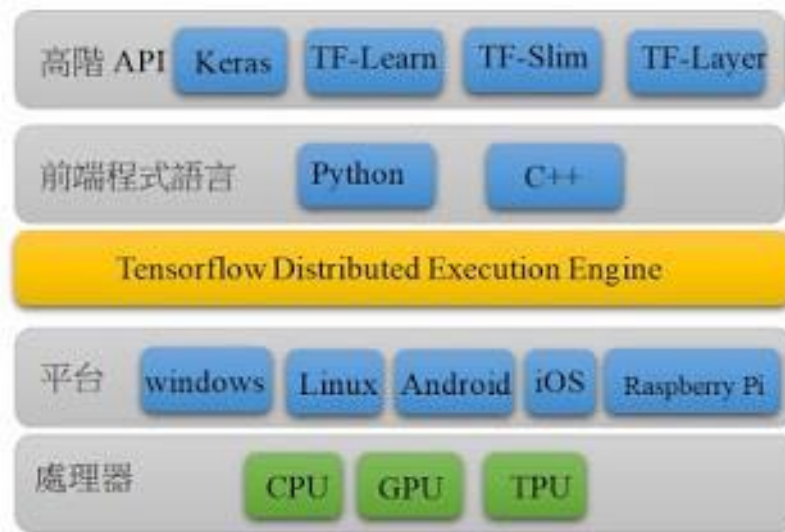 高階 API Keras TF-Learn TF-Slim TF-Layer
前端程式語言 Python C++
Tensorflow Distributed Execution Engine
平台 windows Linux Android iOS Raspberry Pi
處理器 CPU GPU TPU